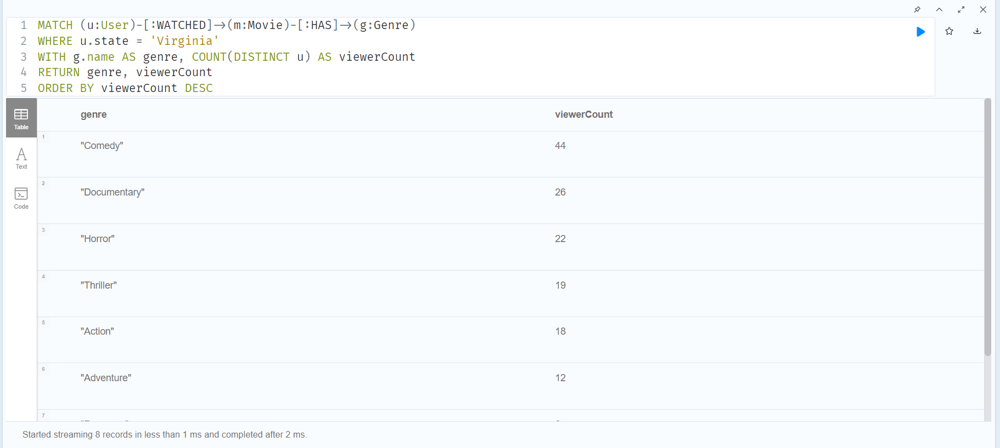 1 MATCH (u:User)-[:WATCHED]→(m:Movie)-[:HAS]→(g:Genre)
2 WHERE u.state = 'Virginia'
3 WITH g.name AS genre, COUNT(DISTINCT u) AS viewerCount
4 RETURN genre, viewerCount
5 ORDER BY viewerCount DESC
Table
Text
Code
genre viewerCount
1 "Comedy" 44
2 "Documentary" 26
3 "Horror" 22
4 "Thriller" 19
5 "Action" 18
6 "Adventure" 12
7
Started streaming 8 records in less than 1 ms and completed after 2 ms.